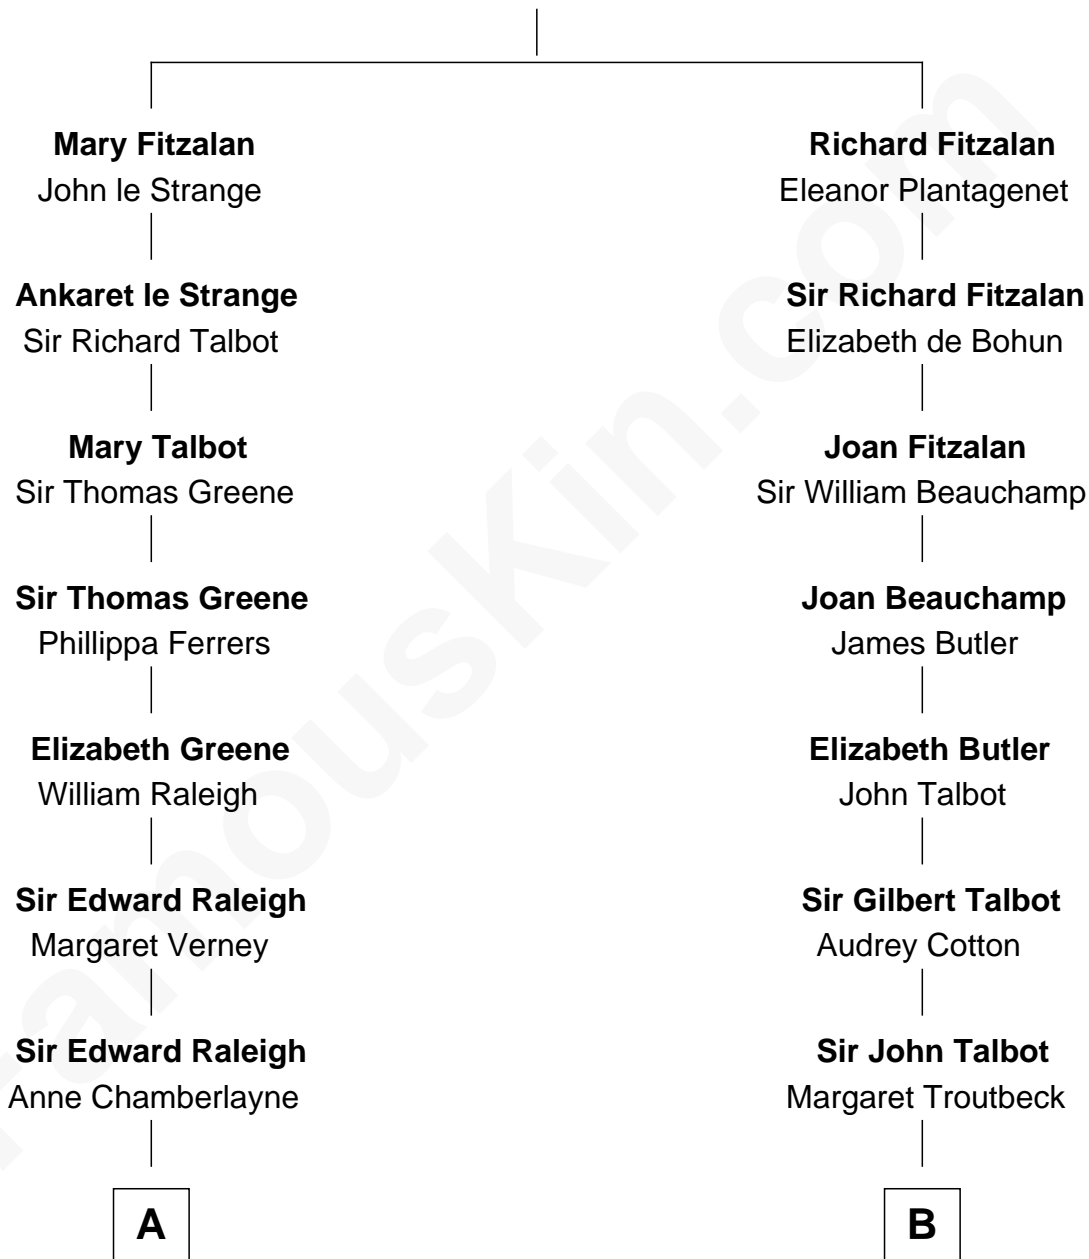 Mary Fitzalan
John le Strange
Ankaret le Strange
Sir Richard Talbot
Mary Talbot
Sir Thomas Greene
Sir Thomas Greene
Phillippa Ferrers
Elizabeth Greene
William Raleigh
Sir Edward Raleigh
Margaret Verney
Sir Edward Raleigh
Anne Chamberlayne
A
Richard Fitzalan
Eleanor Plantagenet
Sir Richard Fitzalan
Elizabeth de Bohun
Joan Fitzalan
Sir William Beauchamp
Joan Beauchamp
James Butler
Elizabeth Butler
John Talbot
Sir Gilbert Talbot
Audrey Cotton
Sir John Talbot
Margaret Troutbeck
B
FamousKin.com